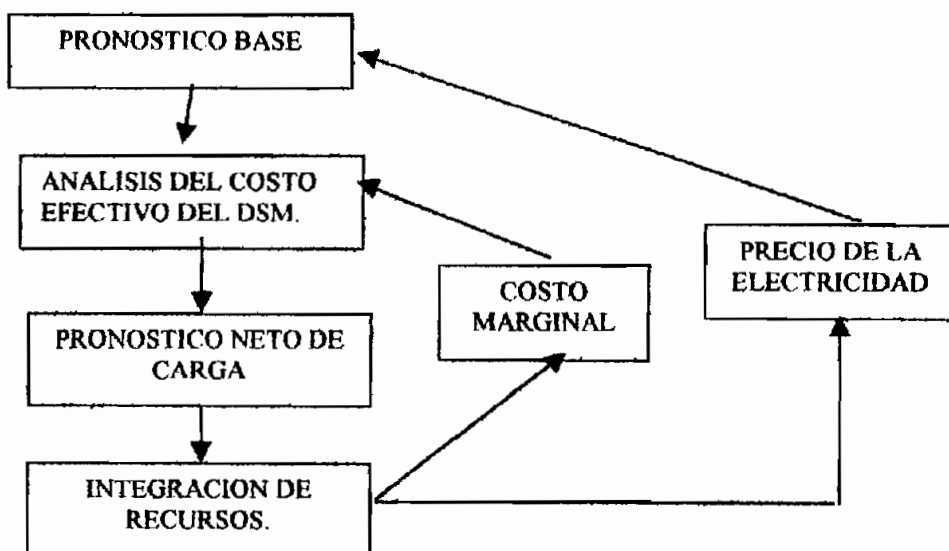 PRONOSTICO BASE
ANALISIS DEL COSTO
EFECTIVO DEL DSM.
PRONOSTICO NETO DE
CARGA
INTEGRACION DE
RECURSOS.
COSTO
MARGINAL
PRECIO DE LA
ELECTRICIDAD